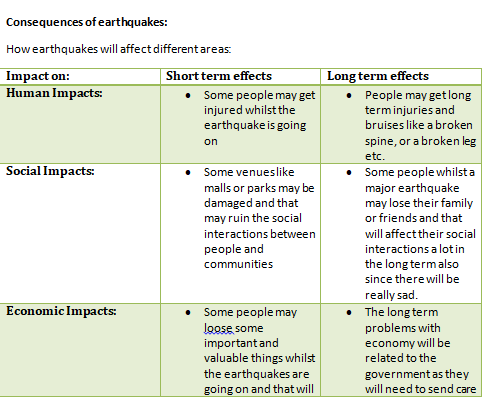 Consequences of earthquakes:
How earthquakes will affect different areas:
Impact on:
Short term effects
Long term effects
Human Impacts:
• Some people may get
injured whilst the
earthquake is going
on
• People may get long
term injuries and
bruises like a broken
spine, or a broken leg
etc.
Social Impacts:
• Some venues like
malls or parks may be
damaged and that
may ruin the social
interactions between
people and
communities
• Some people whilst a
major earthquake
may lose their family
or friends and that
will affect their social
interactions a lot in
the long term also
since there will be
really sad.
Economic Impacts:
• Some people may
loose some
important and
valuable things whilst
the earthquakes are
going on and that will
• The long term
problems with
economy will be
related to the
government as they
will need to send care